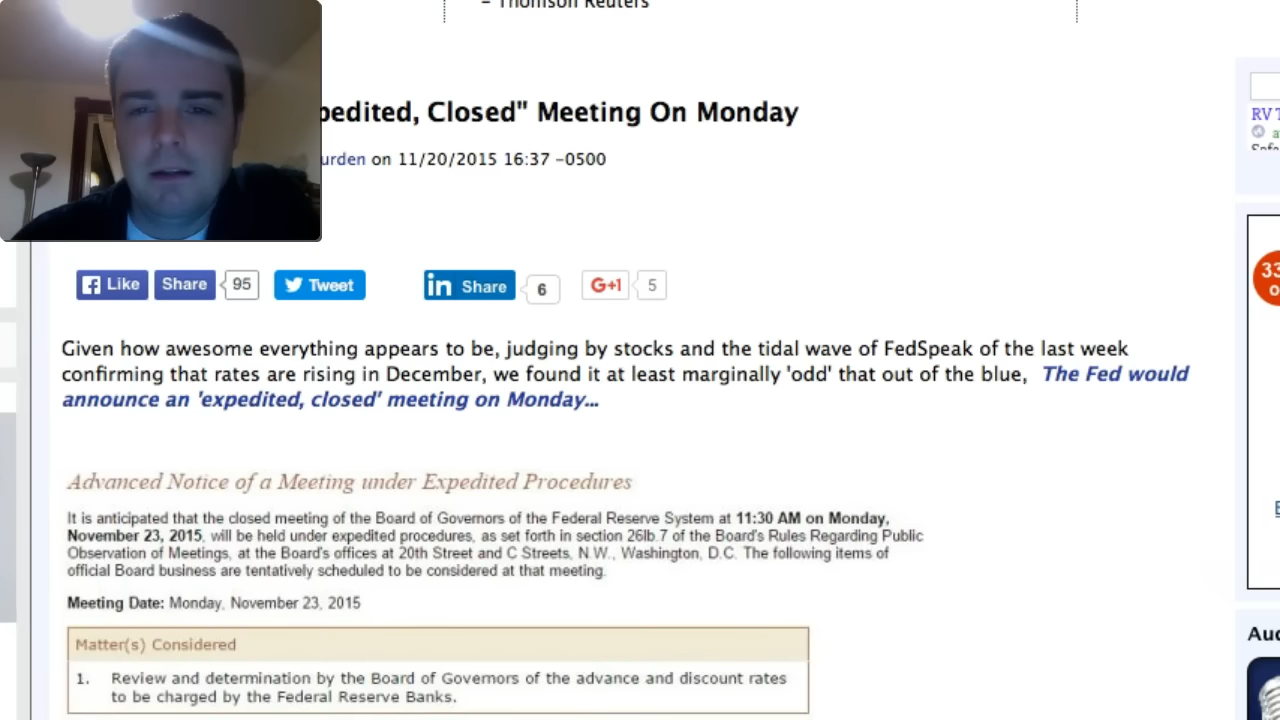 – Thomson Reuters
pedited, Closed" Meeting On Monday
urden on 11/20/2015 16:37 -0500
RV T
Like Share 95 Tweet in Share 6 G+1 5
33
Given how awesome everything appears to be, judging by stocks and the tidal wave of FedSpeak of the last week
confirming that rates are rising in December, we found it at least marginally 'odd' that out of the blue, The Fed would
announce an 'expedited, closed' meeting on Monday...
Advanced Notice of a Meeting under Expedited Procedures
It is anticipated that the closed meeting of the Board of Governors of the Federal Reserve System at 11:30 AM on Monday,
November 23, 2015, will be held under expedited procedures, as set forth in section 26lb.7 of the Board's Rules Regarding Public
Observation of Meetings, at the Board's offices at 20th Street and C Streets, N.W., Washington, D.C. The following items of
official Board business are tentatively scheduled to be considered at that meeting.
Meeting Date: Monday, November 23, 2015
Aud
Matter(s) Considered
1. Review and determination by the Board of Governors of the advance and discount rates
to be charged by the Federal Reserve Banks.